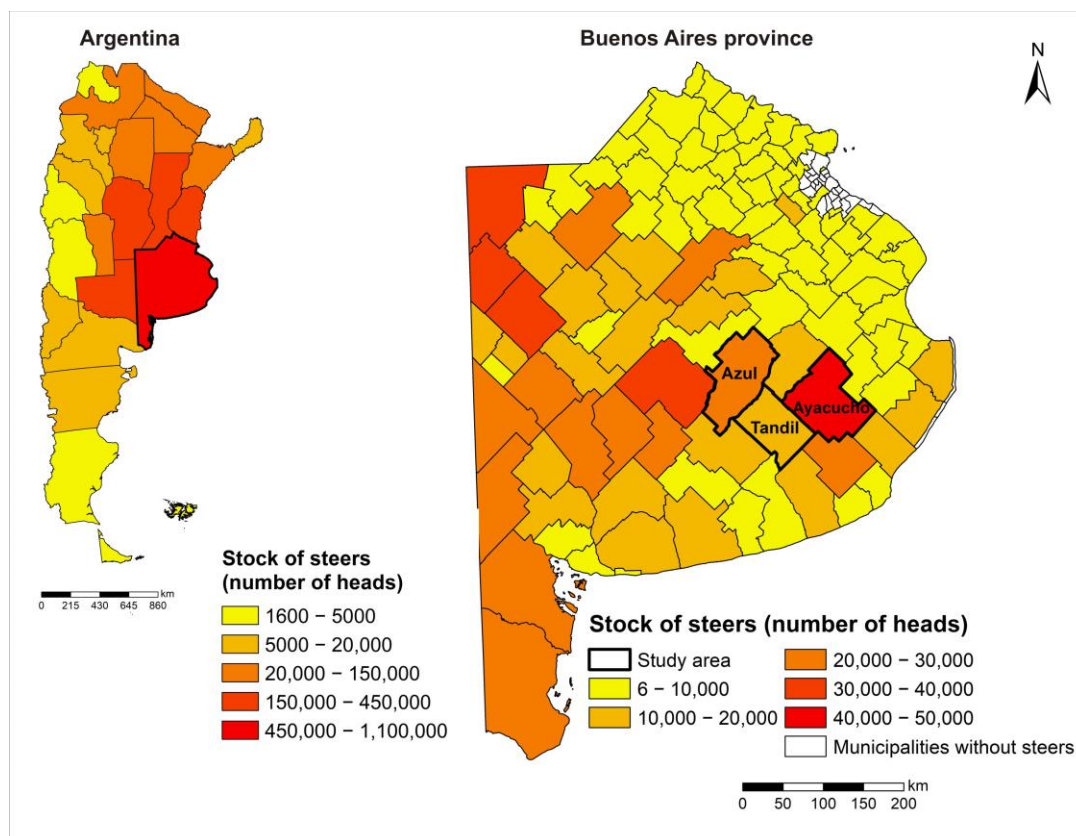 Argentina
Buenos Aires province
N
Azul
Ayacucho
Tandil
Stock of steers
(number of heads)
1600 – 5000
5000 – 20,000
20,000 – 150,000
150,000 – 450,000
450,000 – 1,100,000
km
0 215 430 645 860
Stock of steers (number of heads)
Study area
6 – 10,000
10,000 – 20,000
20,000 – 30,000
30,000 – 40,000
40,000 – 50,000
Municipalities without steers
km
0 50 100 150 200